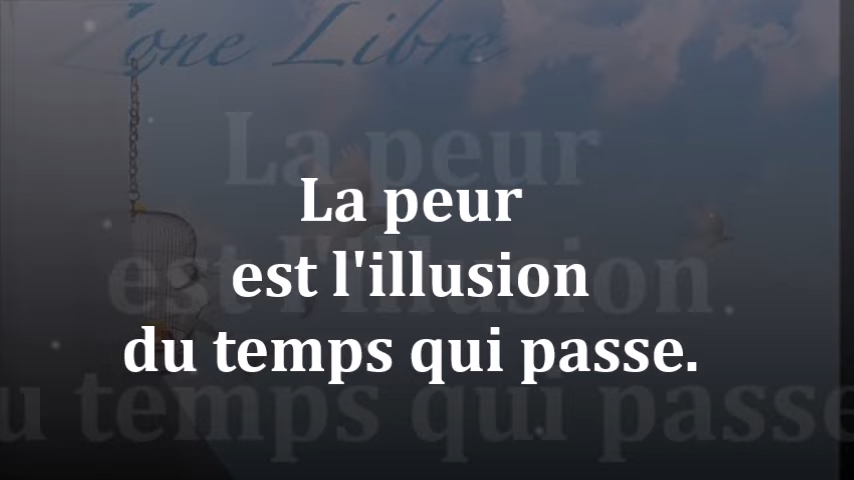 Zone Libre
La peur
est l'illusion
du temps qui passe.